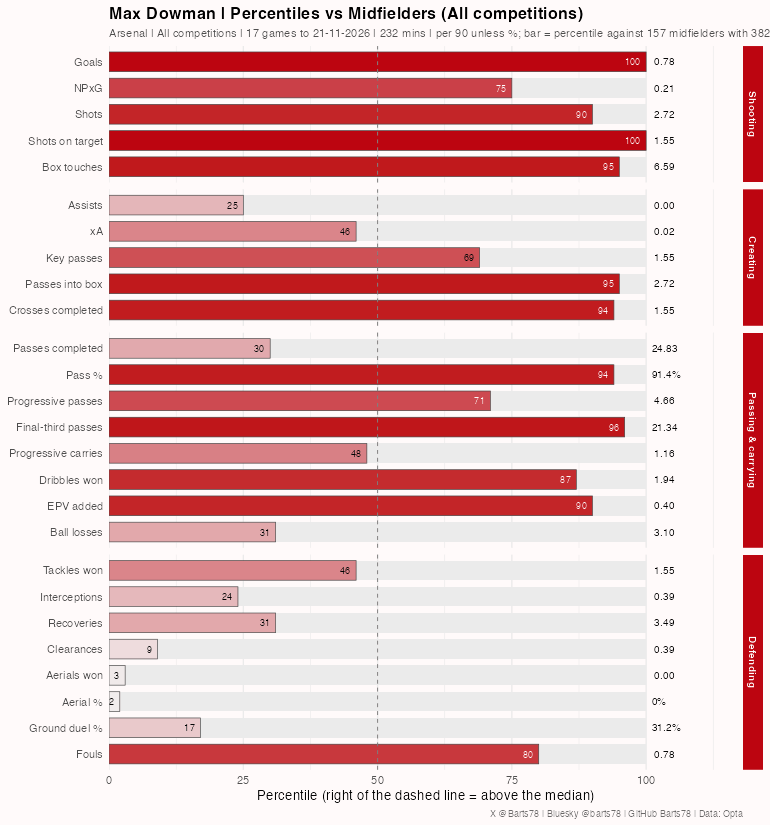 Max Dowman | Percentiles vs Midfielders (All competitions)
Arsenal | All competitions | 17 games to 21-11-2026 | 232 mins | per 90 unless %; bar = percentile against 157 midfielders with 382
Shooting
Goals 100 0.78
NPxG 75 0.21
Shots 90 2.72
Shots on target 100 1.55
Box touches 95 6.59
Creating
Assists 25 0.00
xA 46 0.02
Key passes 69 1.55
Passes into box 95 2.72
Crosses completed 94 1.55
Passing & carrying
Passes completed 30 24.83
Pass % 94 91.4%
Progressive passes 71 4.66
Final-third passes 96 21.34
Progressive carries 48 1.16
Dribbles won 87 1.94
EPV added 90 0.40
Ball losses 31 3.10
Defending
Tackles won 46 1.55
Interceptions 24 0.39
Recoveries 31 3.49
Clearances 9 0.39
Aerials won 3 0.00
Aerial % 2 0%
Ground duel % 17 31.2%
Fouls 80 0.78
0 25 50 75 100
Percentile (right of the dashed line = above the median)
X @Barts78 | Bluesky @barts78 | GitHub Barts78 | Data: Opta